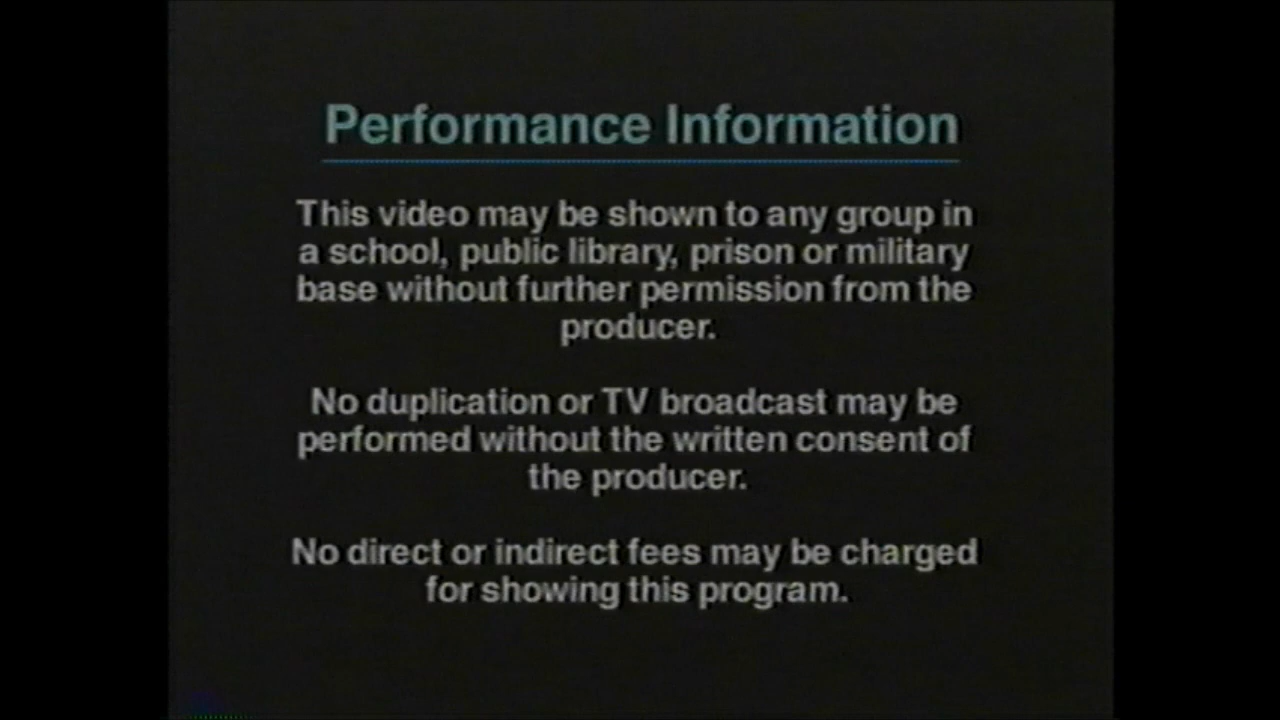 Performance Information
This video may be shown to any group in
a school, public library, prison or military
base without further permission from the
producer.
No duplication or TV broadcast may be
performed without the written consent of
the producer.
No direct or indirect fees may be charged
for showing this program.